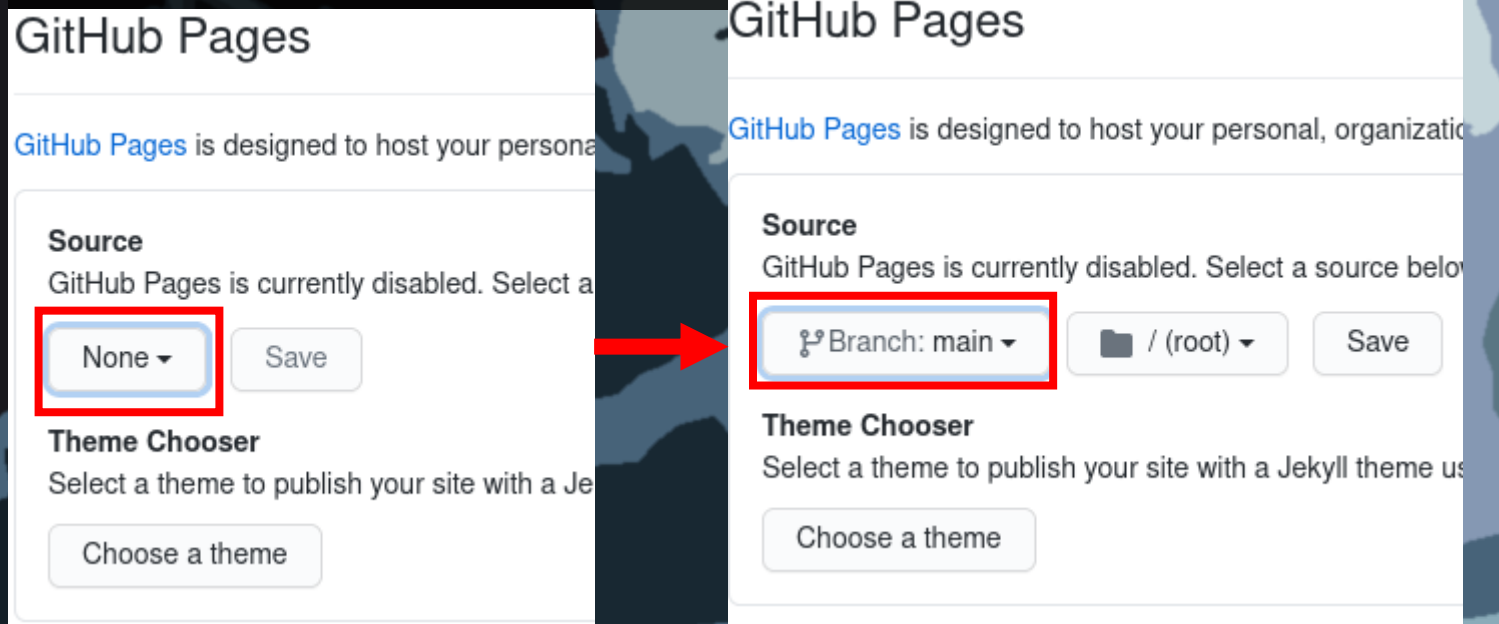 GitHub Pages
GitHub Pages is designed to host your persona
Source
GitHub Pages is currently disabled. Select a
None
Save
Theme Chooser
Select a theme to publish your site with a Je
Choose a theme
GitHub Pages
GitHub Pages is designed to host your personal, organizatio
Source
GitHub Pages is currently disabled. Select a source belo
Branch: main
/ (root)
Save
Theme Chooser
Select a theme to publish your site with a Jekyll theme us
Choose a theme